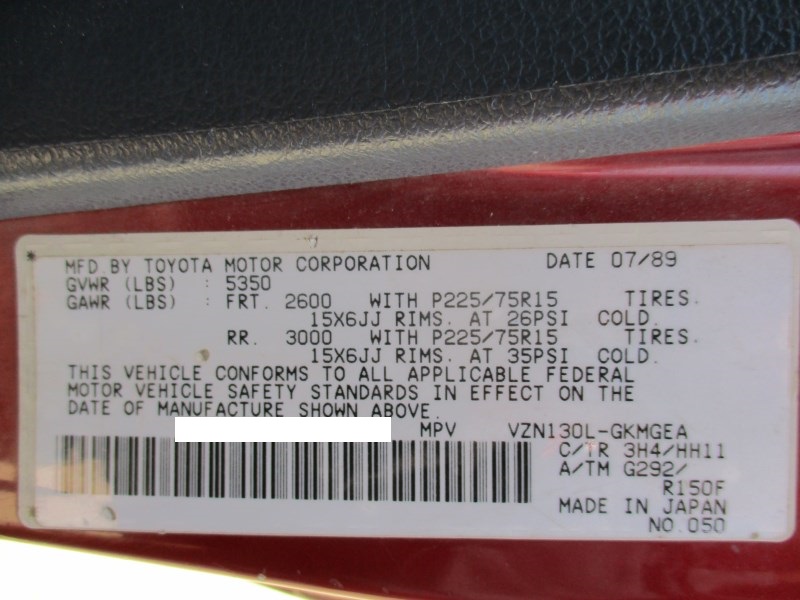 MFD.BY TOYOTA MOTOR CORPORATION DATE 07/89
GVWR (LBS) : 5350
GAWR (LBS) : FRT. 2600 WITH P225/75R15 TIRES.
15X6JJ RIMS. AT 26PSI COLD.
RR. 3000 WITH P225/75R15 TIRES
15X6JJ RIMS. AT 35PSI COLD.
THIS VEHICLE CONFORMS TO ALL APPLICABLE FEDERAL
MOTOR VEHICLE SAFETY STANDARDS IN EFFECT ON THE
DATE OF MANUFACTURE SHOWN ABOVE.
MPV VZN130L-GKMGEA
C/TR 3H4/HH11
A/TM G292/
R150F
MADE IN JAPAN
NO.050